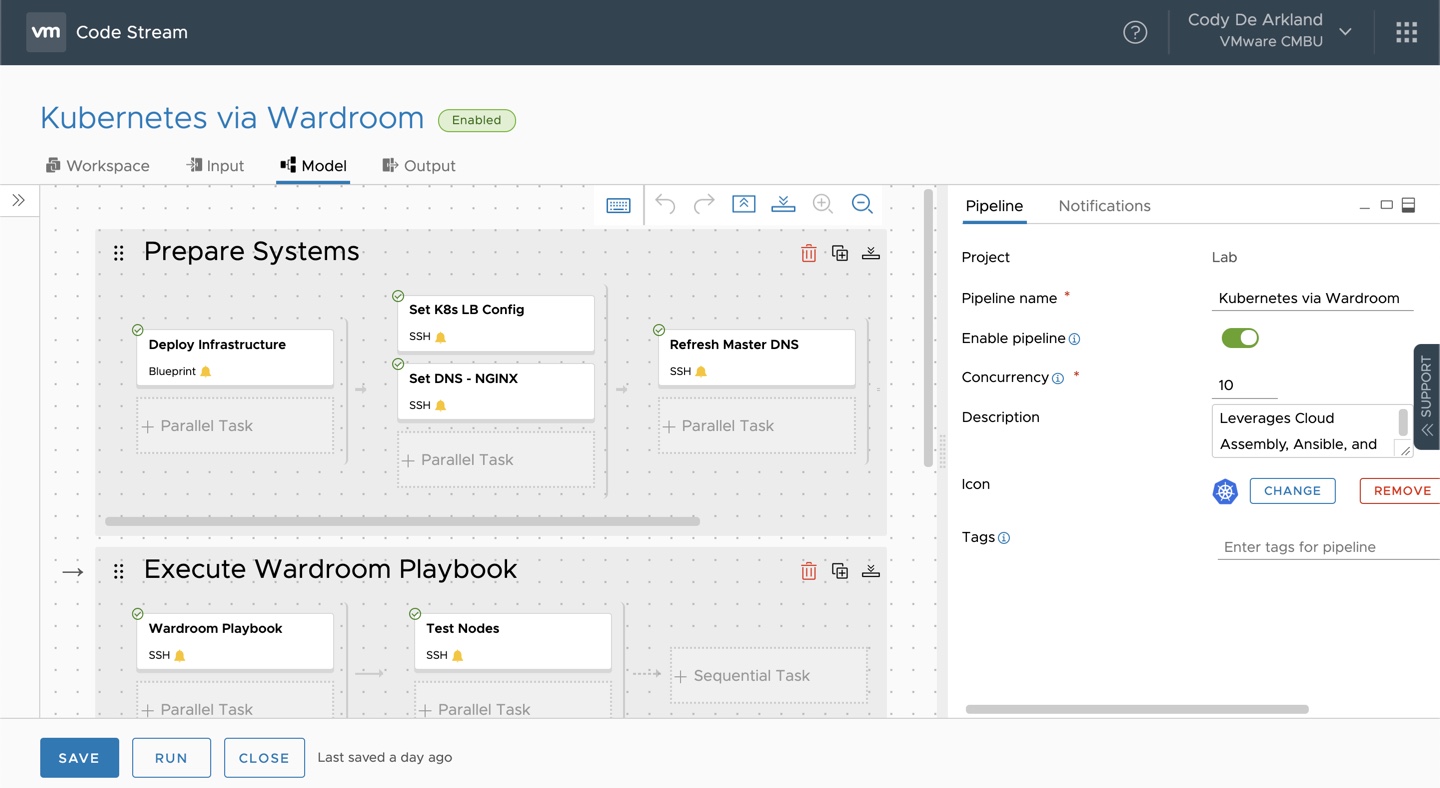 vm Code Stream
Cody De Arkland
VMware CMBU
Kubernetes via Wardroom Enabled
Workspace Input Model Output
Prepare Systems
Deploy Infrastructure
Blueprint
+ Parallel Task
Set K8s LB Config
SSH
Set DNS - NGINX
SSH
+ Parallel Task
Refresh Master DNS
SSH
+ Parallel Task
Execute Wardroom Playbook
Wardroom Playbook
SSH
+ Parallel Task
Test Nodes
SSH
+ Parallel Task
+ Sequential Task
Pipeline Notifications
Project Lab
Pipeline name * Kubernetes via Wardroom
Enable pipeline
Concurrency * 10
Description Leverages Cloud
Assembly, Ansible, and
Icon CHANGE REMOVE
Tags Enter tags for pipeline
SUPPORT
SAVE RUN CLOSE Last saved a day ago